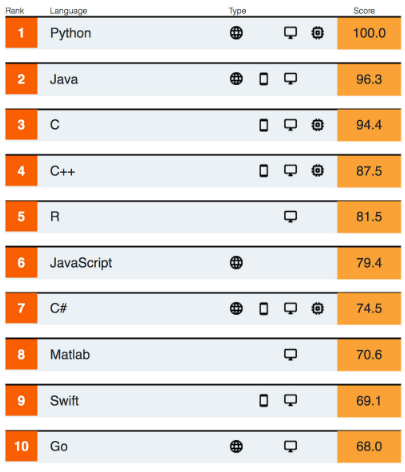 Rank Language Type Score
1 Python 100.0
2 Java 96.3
3 C 94.4
4 C++ 87.5
5 R 81.5
6 JavaScript 79.4
7 C# 74.5
8 Matlab 70.6
9 Swift 69.1
10 Go 68.0